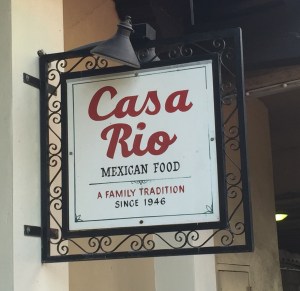 Casa
Rio
MEXICAN FOOD
A FAMILY TRADITION
SINCE 1946